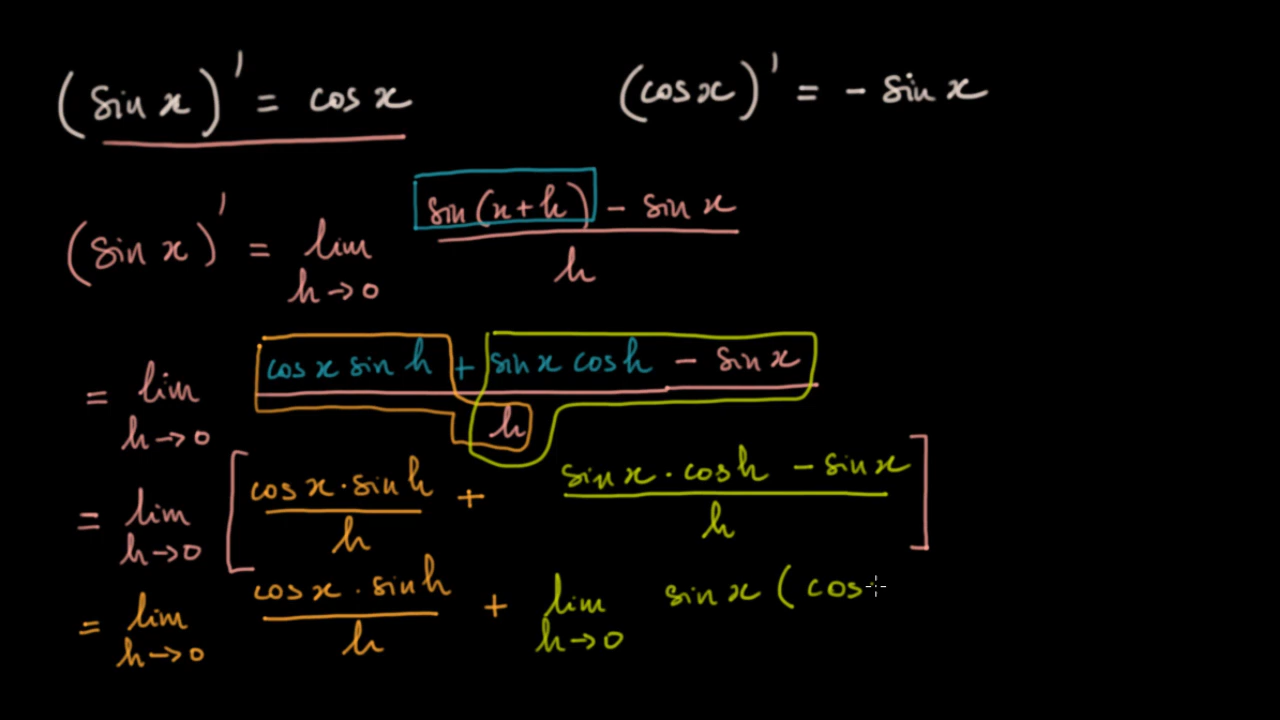 (sin x)' = cos x    (cos x)' = - sin x
(sin x)' = lim h→0 (sin (x+h) - sin x) / h
= lim h→0 (cos x sin h + sin x cos h - sin x) / h
= lim h→0 [ (cos x · sin h) / h + (sin x · cos h - sin x) / h ]
= lim h→0 (cos x · sin h) / h + lim h→0 sin x ( cos